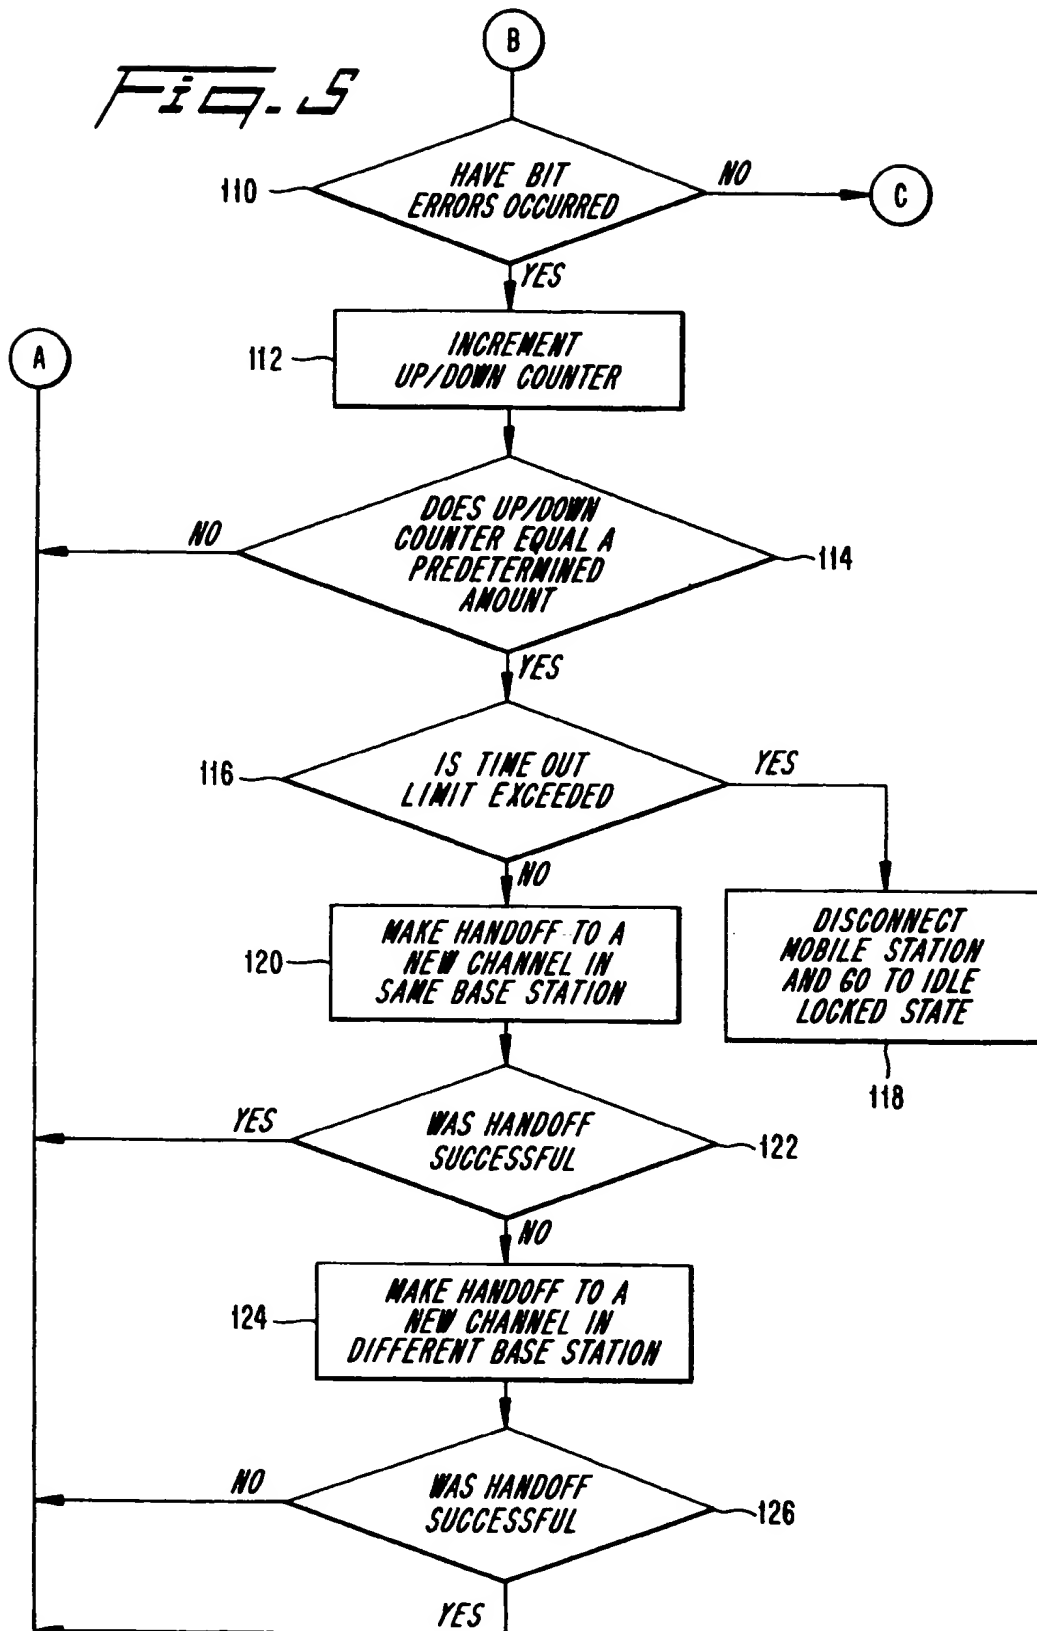 B
Fig. 5
110
HAVE BIT
ERRORS OCCURRED
NO
C
YES
A
112
INCREMENT
UP/DOWN COUNTER
DOES UP/DOWN
COUNTER EQUAL A
PREDETERMINED
AMOUNT
NO
114
YES
116
IS TIME OUT
LIMIT EXCEEDED
YES
NO
120
MAKE HANDOFF TO A
NEW CHANNEL IN
SAME BASE STATION
DISCONNECT
MOBILE STATION
AND GO TO IDLE
LOCKED STATE
118
YES
WAS HANDOFF
SUCCESSFUL
122
NO
124
MAKE HANDOFF TO A
NEW CHANNEL IN
DIFFERENT BASE STATION
NO
WAS HANDOFF
SUCCESSFUL
126
YES